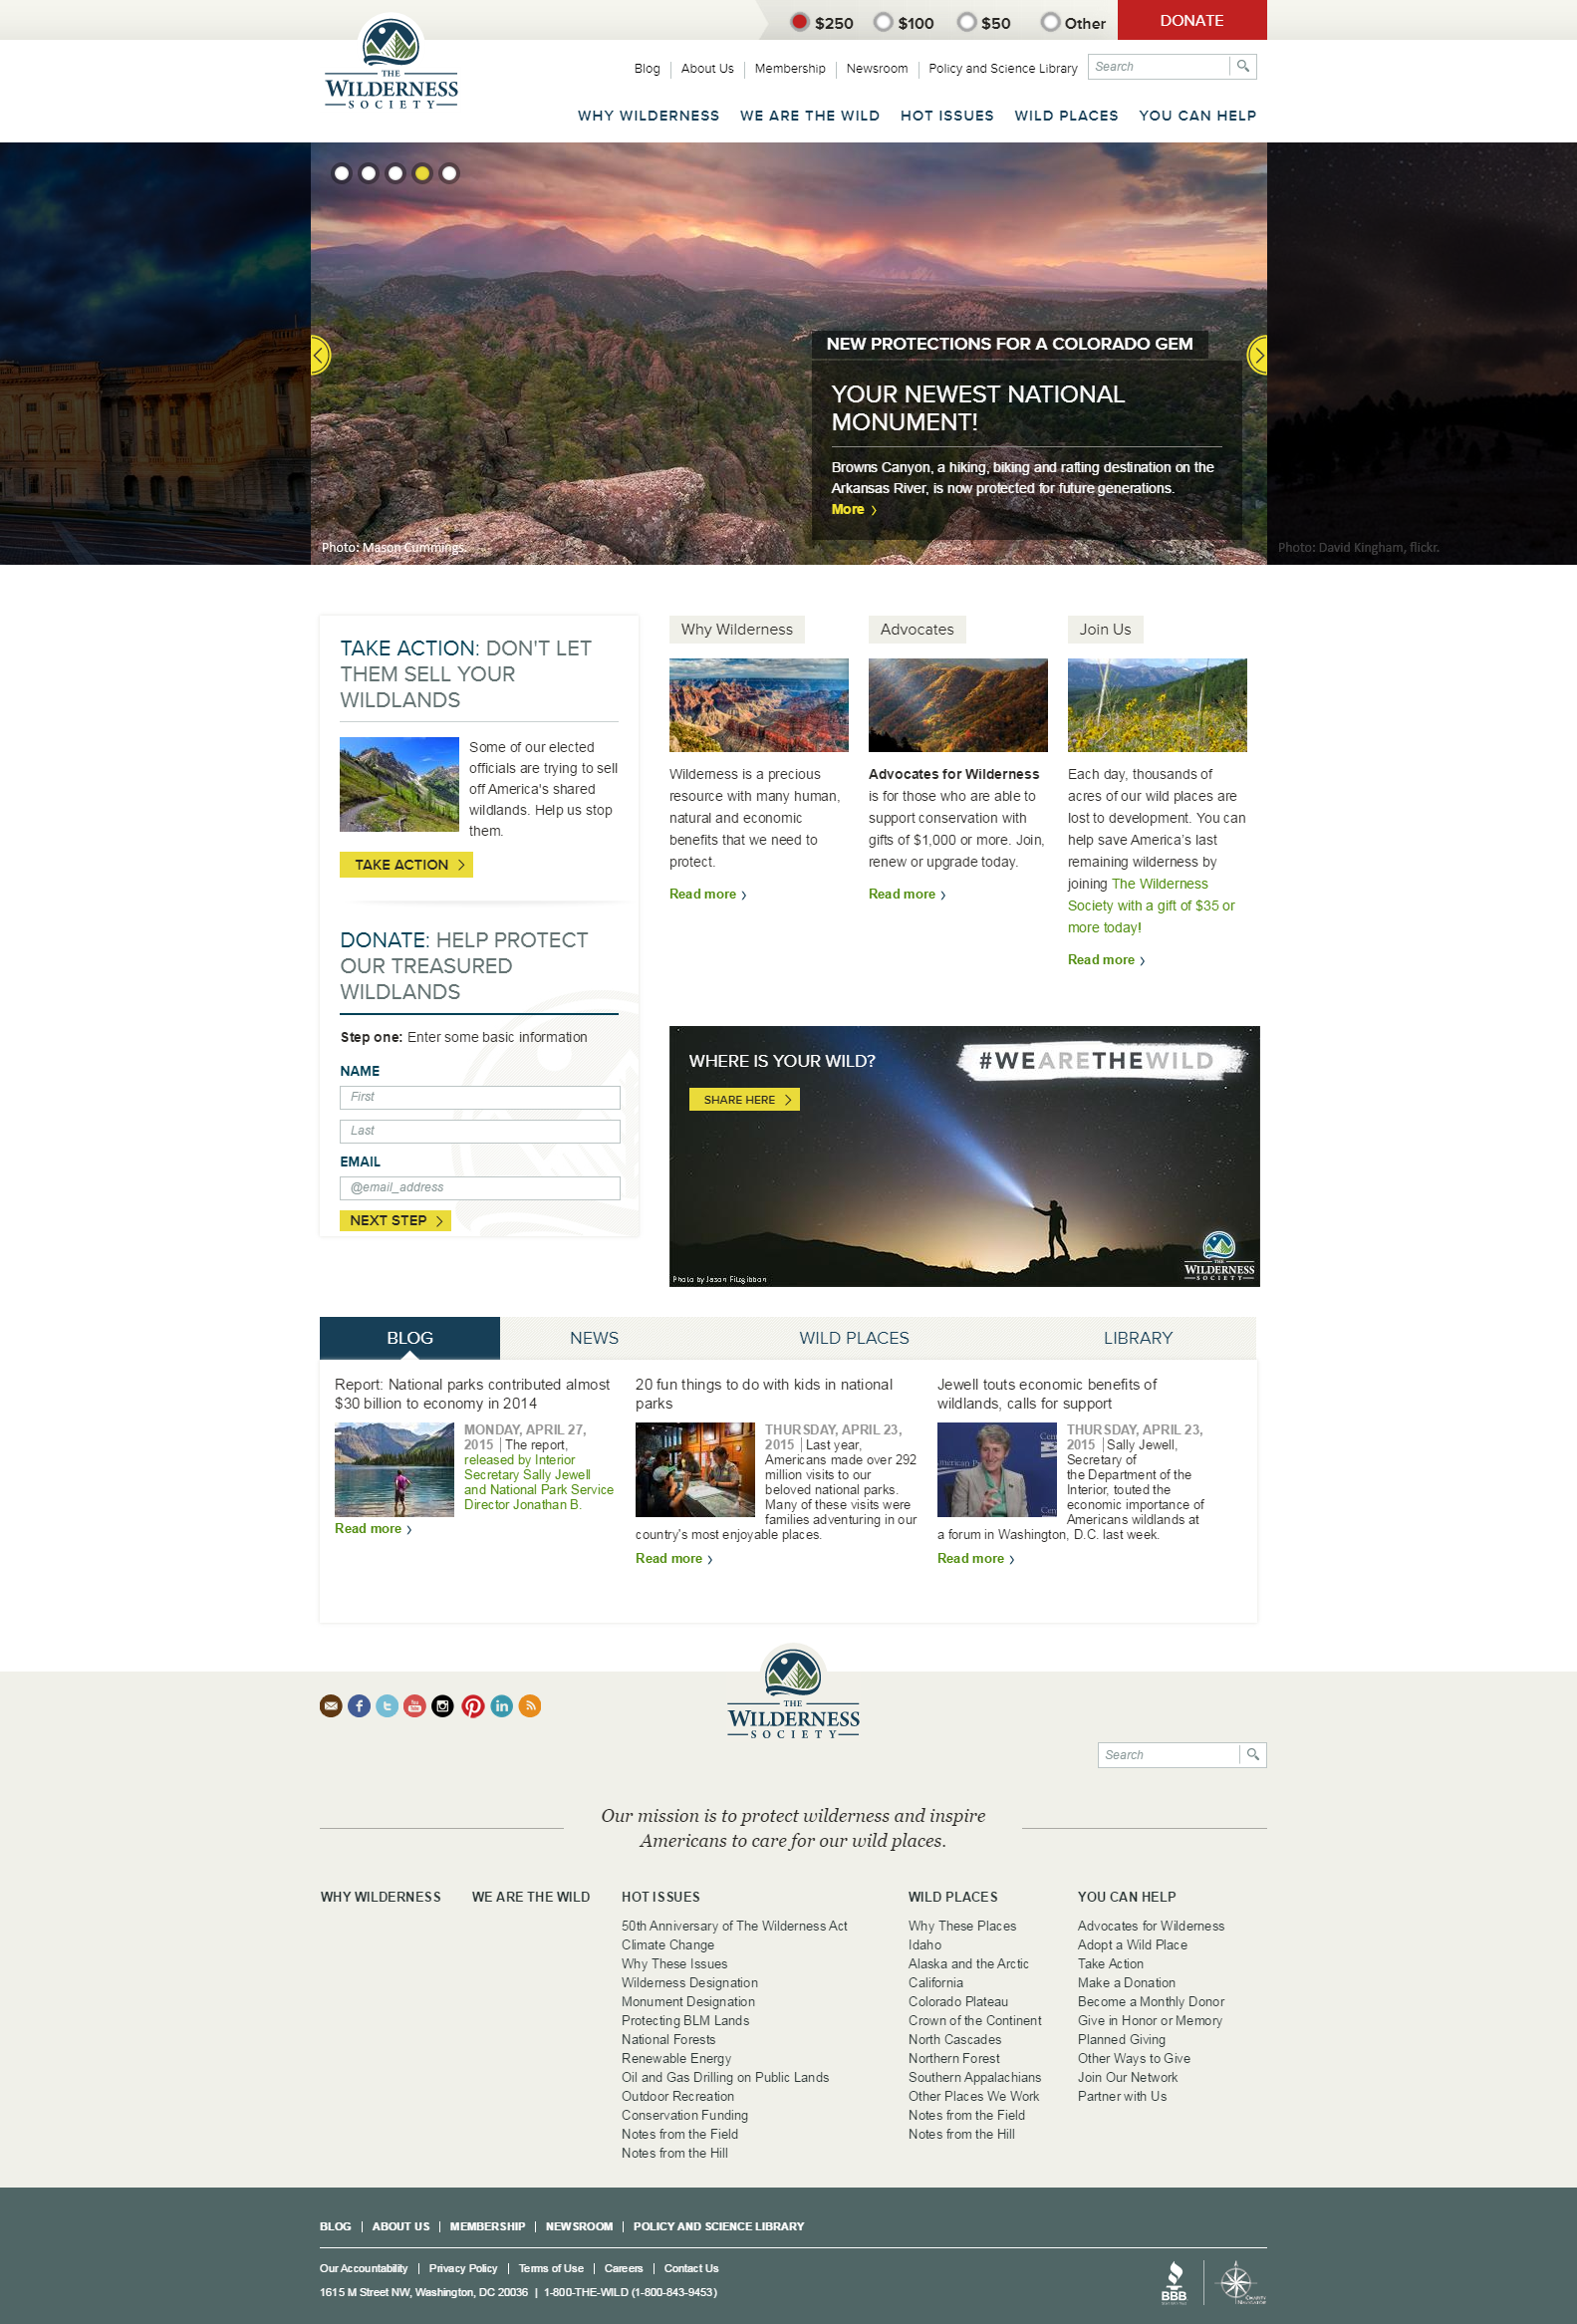 $250 $100 $50 Other DONATE
THE
WILDERNESS
SOCIETY
Blog About Us Membership Newsroom Policy and Science Library Search
WHY WILDERNESS WE ARE THE WILD HOT ISSUES WILD PLACES YOU CAN HELP
NEW PROTECTIONS FOR A COLORADO GEM
YOUR NEWEST NATIONAL
MONUMENT!
Browns Canyon, a hiking, biking and rafting destination on the
Arkansas River, is now protected for future generations.
More
Photo: Mason Cummings.
Photo: David Kingham, flickr.
TAKE ACTION: DON'T LET
THEM SELL YOUR
WILDLANDS
Some of our elected
officials are trying to sell
off America's shared
wildlands. Help us stop
them.
TAKE ACTION
DONATE: HELP PROTECT
OUR TREASURED
WILDLANDS
Step one: Enter some basic information
NAME
First
Last
EMAIL
@email_address
NEXT STEP
Why Wilderness
Wilderness is a precious
resource with many human,
natural and economic
benefits that we need to
protect.
Read more
Advocates
Advocates for Wilderness
is for those who are able to
support conservation with
gifts of $1,000 or more. Join,
renew or upgrade today.
Read more
Join Us
Each day, thousands of
acres of our wild places are
lost to development. You can
help save America's last
remaining wilderness by
joining The Wilderness
Society with a gift of $35 or
more today!
Read more
WHERE IS YOUR WILD?
#WEARETHEWILD
SHARE HERE
Photo by Jason Fitzgibbon
THE
WILDERNESS
SOCIETY
BLOG NEWS WILD PLACES LIBRARY
Report: National parks contributed almost
$30 billion to economy in 2014
MONDAY, APRIL 27,
2015 | The report,
released by Interior
Secretary Sally Jewell
and National Park Service
Director Jonathan B.
Read more
20 fun things to do with kids in national
parks
THURSDAY, APRIL 23,
2015 | Last year,
Americans made over 292
million visits to our
beloved national parks.
Many of these visits were
families adventuring in our
country's most enjoyable places.
Read more
Jewell touts economic benefits of
wildlands, calls for support
THURSDAY, APRIL 23,
2015 | Sally Jewell,
Secretary of
the Department of the
Interior, touted the
economic importance of
Americans wildlands at
a forum in Washington, D.C. last week.
Read more
THE
WILDERNESS
SOCIETY
Search
Our mission is to protect wilderness and inspire
Americans to care for our wild places.
WHY WILDERNESS
WE ARE THE WILD
HOT ISSUES
50th Anniversary of The Wilderness Act
Climate Change
Why These Issues
Wilderness Designation
Monument Designation
Protecting BLM Lands
National Forests
Renewable Energy
Oil and Gas Drilling on Public Lands
Outdoor Recreation
Conservation Funding
Notes from the Field
Notes from the Hill
WILD PLACES
Why These Places
Idaho
Alaska and the Arctic
California
Colorado Plateau
Crown of the Continent
North Cascades
Northern Forest
Southern Appalachians
Other Places We Work
Notes from the Field
Notes from the Hill
YOU CAN HELP
Advocates for Wilderness
Adopt a Wild Place
Take Action
Make a Donation
Become a Monthly Donor
Give in Honor or Memory
Planned Giving
Other Ways to Give
Join Our Network
Partner with Us
BLOG | ABOUT US | MEMBERSHIP | NEWSROOM | POLICY AND SCIENCE LIBRARY
Our Accountability | Privacy Policy | Terms of Use | Careers | Contact Us
1615 M Street NW, Washington, DC 20036 | 1-800-THE-WILD (1-800-843-9453)
BBB